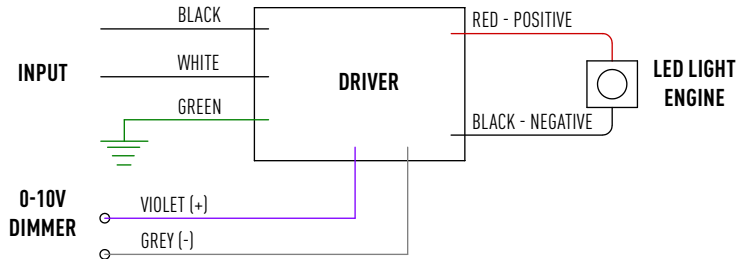 BLACK
RED - POSITIVE
INPUT
WHITE
DRIVER
LED LIGHT
ENGINE
GREEN
BLACK - NEGATIVE
0-10V
DIMMER
VIOLET (+)
GREY (-)